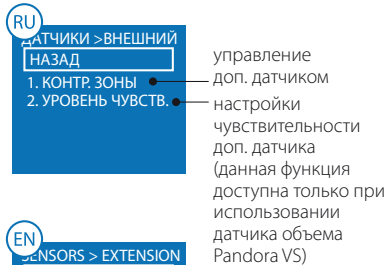 RU
ДАТЧИКИ >ВНЕШНИЙ
НАЗАД
1. КОНТР. ЗОНЫ
2. УРОВЕНЬ ЧУВСТВ.
управление
доп. датчиком
настройки
чувствительности
доп. датчика
(данная функция
доступна только при
использовании
датчика объема
Pandora VS)
EN
SENSORS > EXTENSION